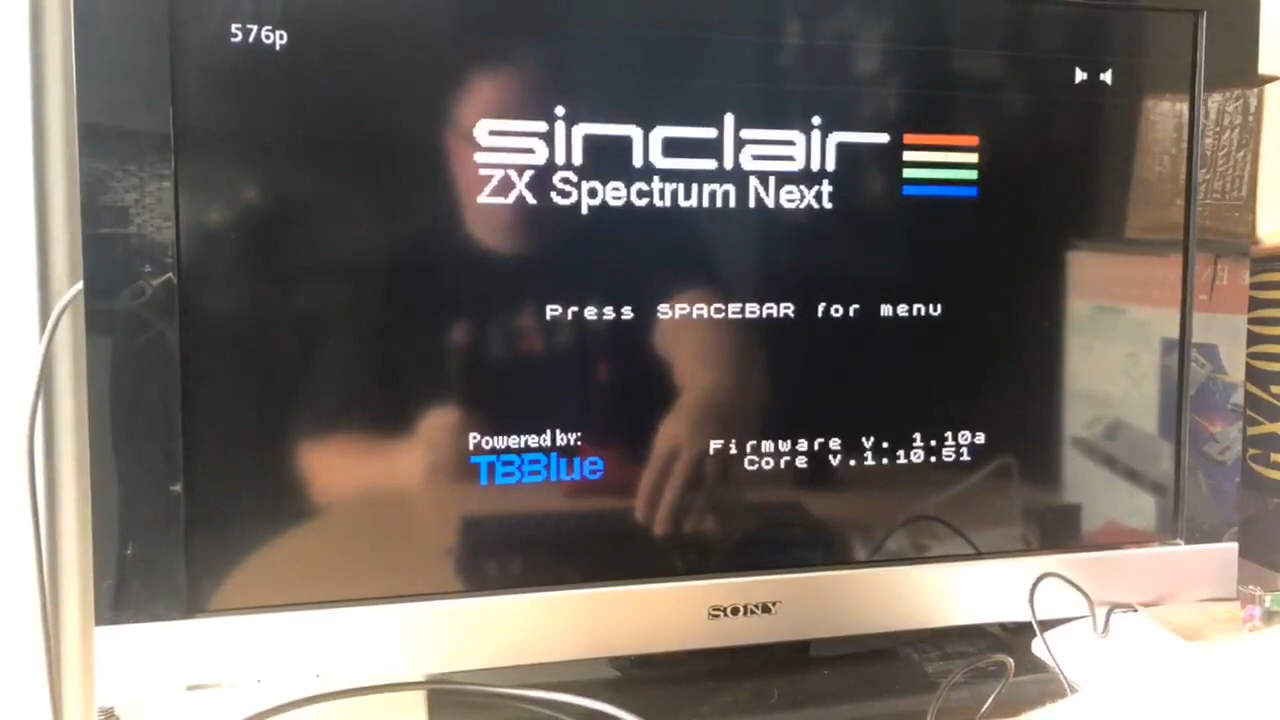 576p
sinclair
ZX Spectrum Next
Press SPACEBAR for menu
Powered by:
TBBlue
Firmware v. 1.10a
Core v.1.10.51
SONY
GX4000